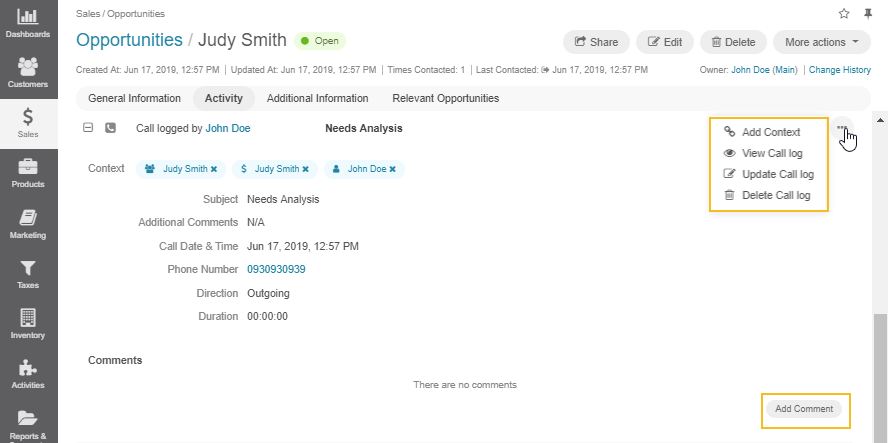 Dashboards
Customers
Sales
Products
Marketing
Taxes
Inventory
Activities
Reports &
Sales / Opportunities
Opportunities / Judy Smith Open
Share Edit Delete More actions
Created At: Jun 17, 2019, 12:57 PM | Updated At: Jun 17, 2019, 12:57 PM | Times Contacted: 1 | Last Contacted: Jun 17, 2019, 12:57 PM
Owner: John Doe (Main) | Change History
General Information Activity Additional Information Relevant Opportunities
Call logged by John Doe Needs Analysis
Add Context
View Call log
Update Call log
Delete Call log
Context Judy Smith Judy Smith John Doe
Subject Needs Analysis
Additional Comments N/A
Call Date & Time Jun 17, 2019, 12:57 PM
Phone Number 0930930939
Direction Outgoing
Duration 00:00:00
Comments
There are no comments
Add Comment